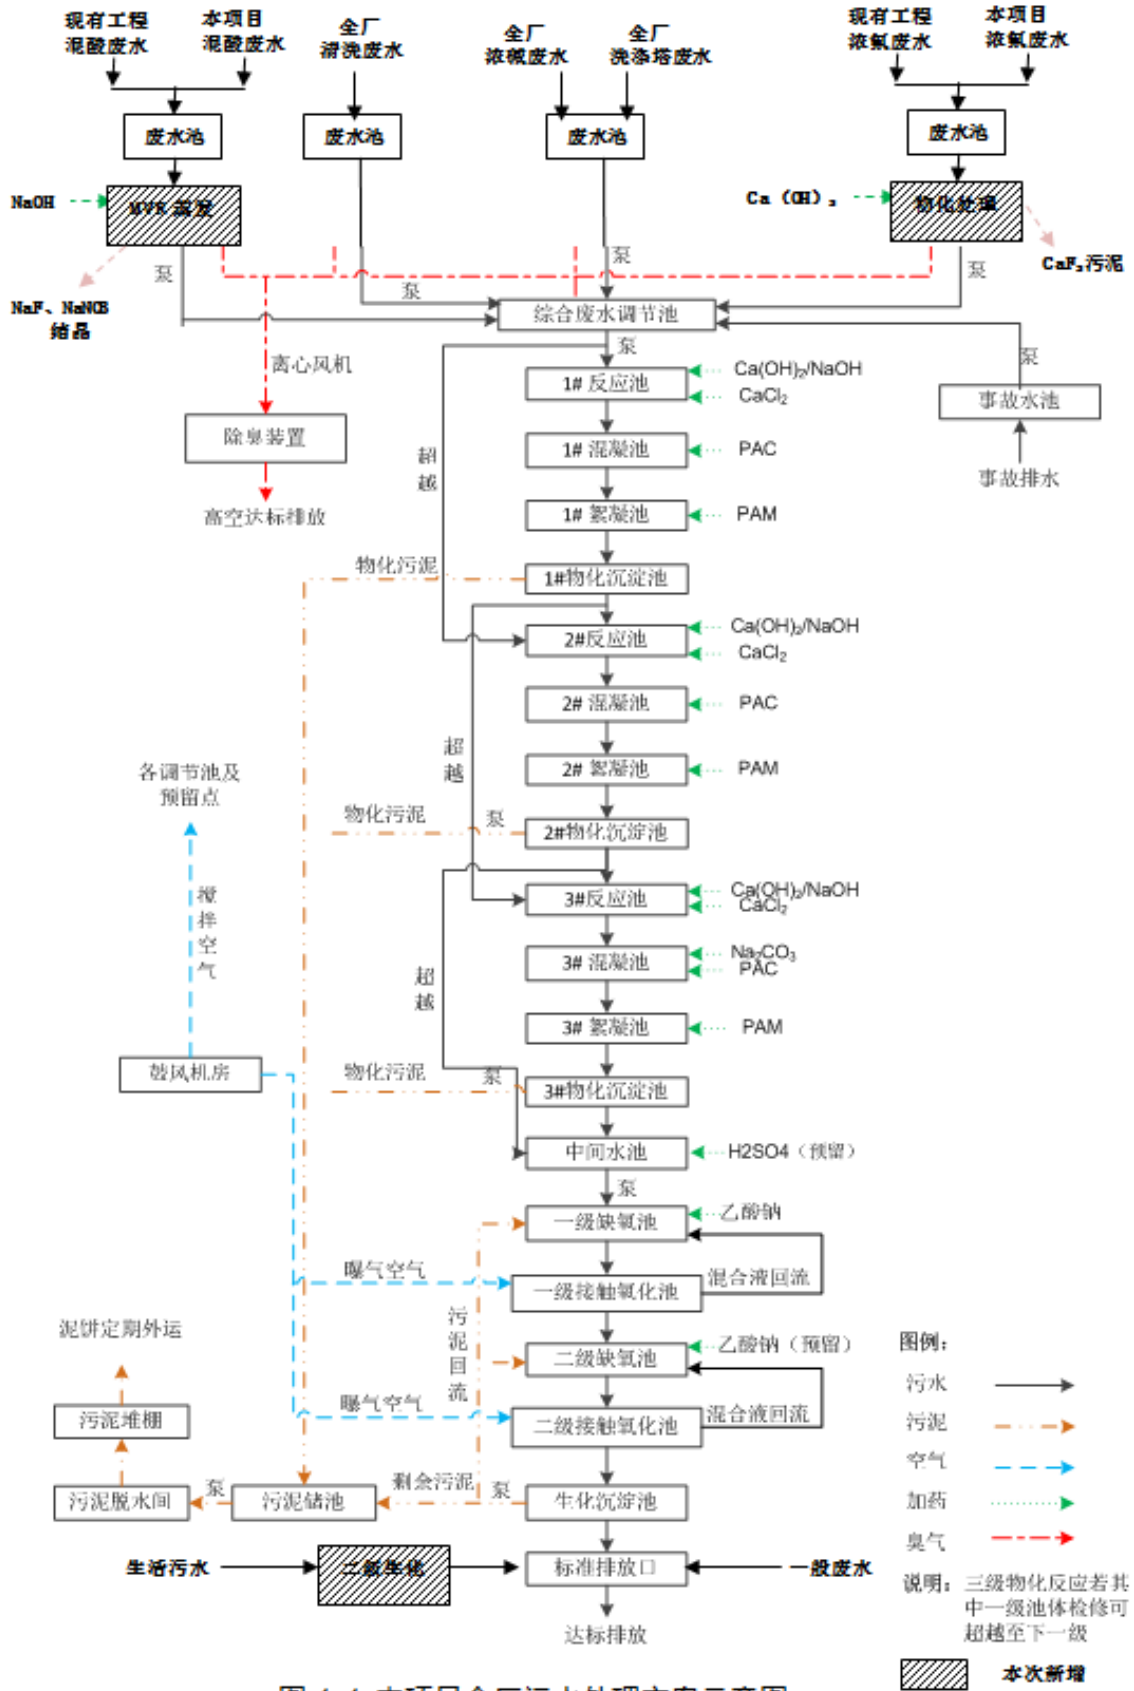 现有工程
混酸废水
本项目
混酸废水
全厂
清洗废水
全厂
浓碱废水
全厂
洗涤塔废水
现有工程
浓氟废水
本项目
浓氟废水
废水池
废水池
废水池
废水池
NaOH
MVR 蒸发
Ca（OH）₂
物化处理
泵
泵
泵
泵
CaF₂污泥
NaF、NaNO3
结晶
综合废水调节池
泵
泵
离心风机
1# 反应池
Ca(OH)₂/NaOH
CaCl₂
事故水池
除臭装置
超越
1# 混凝池
PAC
事故排水
高空达标排放
1# 絮凝池
PAM
物化污泥
1#物化沉淀池
2#反应池
Ca(OH)₂/NaOH
CaCl₂
2# 混凝池
PAC
超越
各调节池及
预留点
2# 絮凝池
PAM
物化污泥
泵
2#物化沉淀池
搅拌空气
3#反应池
Ca(OH)₂/NaOH
CaCl₂
超越
3# 混凝池
Na₂CO₃
PAC
3# 絮凝池
PAM
鼓风机房
物化污泥
泵
3#物化沉淀池
中间水池
H2SO4（预留）
泵
一级缺氧池
乙酸钠
曝气空气
一级接触氧化池
混合液回流
污泥回流
泥饼定期外运
二级缺氧池
乙酸钠（预留）
图例：
污水
曝气空气
二级接触氧化池
混合液回流
污泥堆棚
污泥
空气
剩余污泥
污泥脱水间
泵
污泥储池
泵
生化沉淀池
加药
臭气
生活污水
二级生化
标准排放口
一般废水
说明：三级物化反应若其
中一级池体检修可
超越至下一级
达标排放
本次新增